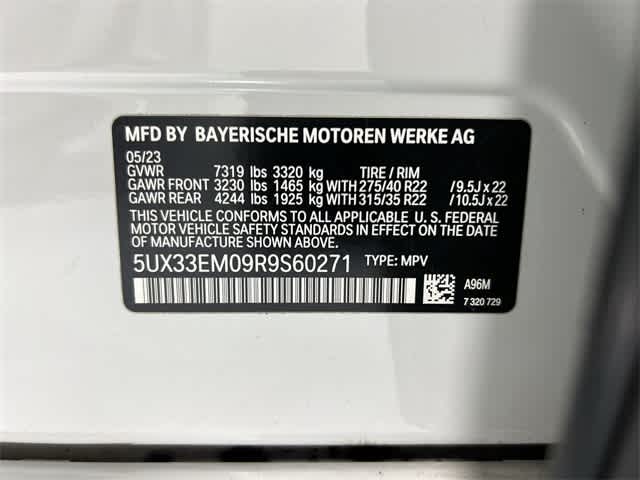 MFD BY BAYERISCHE MOTOREN WERKE AG
05/23
GVWR 7319 lbs 3320 kg TIRE / RIM
GAWR FRONT 3230 lbs 1465 kg WITH 275/40 R22 /9.5J x 22
GAWR REAR 4244 lbs 1925 kg WITH 315/35 R22 /10.5J x 22
THIS VEHICLE CONFORMS TO ALL APPLICABLE U. S. FEDERAL
MOTOR VEHICLE SAFETY STANDARDS IN EFFECT ON THE DATE
OF MANUFACTURE SHOWN ABOVE.
5UX33EM09R9S60271 TYPE: MPV
A96M
7 320 729